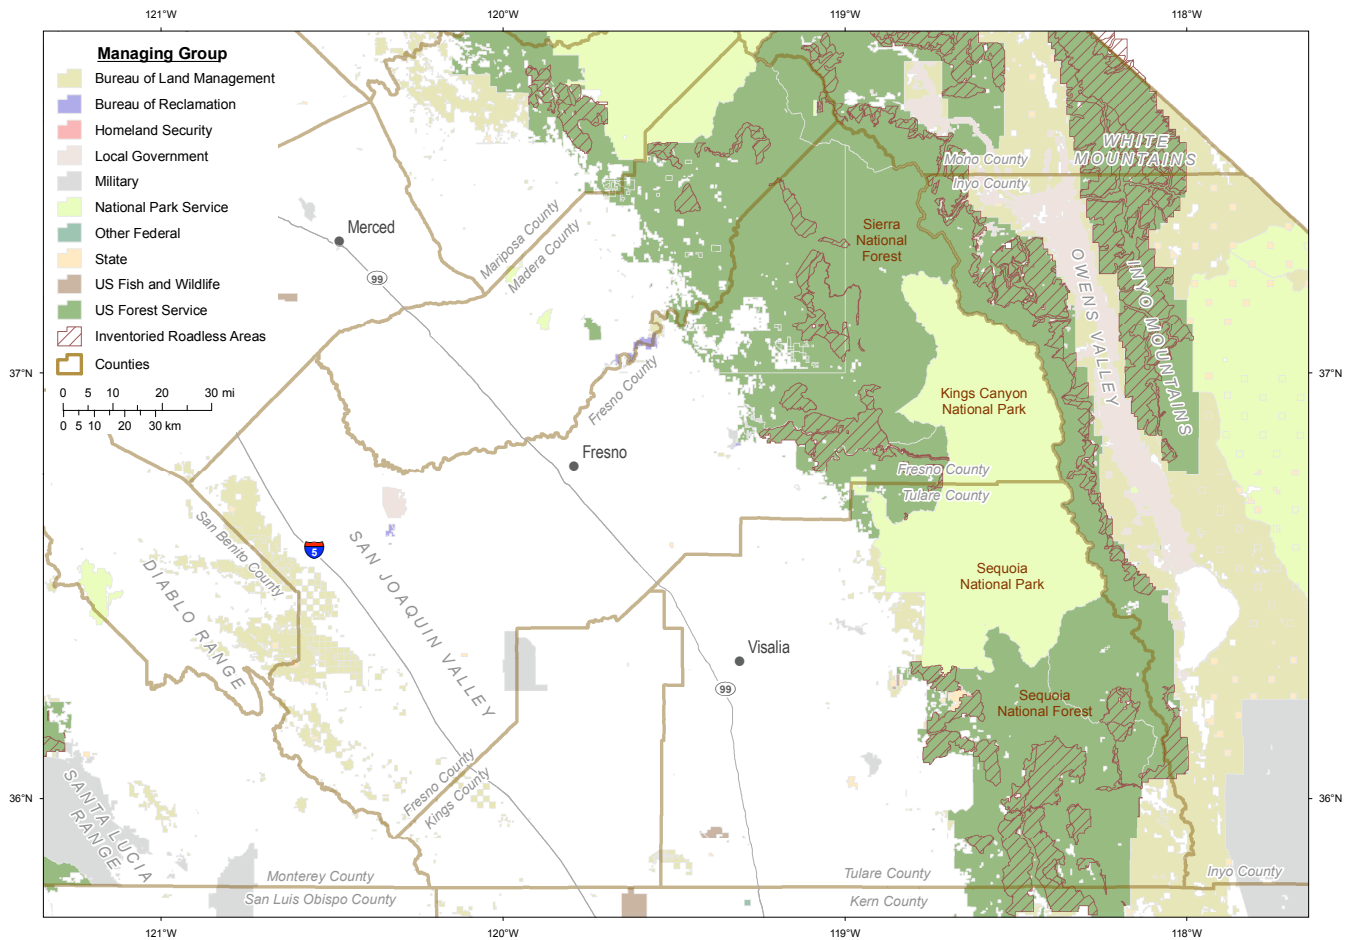 121°W
120°W
119°W
118°W
Managing Group
Bureau of Land Management
Bureau of Reclamation
Homeland Security
Local Government
Military
National Park Service
Other Federal
State
US Fish and Wildlife
US Forest Service
Inventoried Roadless Areas
Counties
0 5 10 20 30 mi
0 5 10 20 30 km
WHITE
MOUNTAINS
Mono County
Inyo County
Merced
99
Mariposa County
Madera County
Sierra
National
Forest
OWENS VALLEY
INYO MOUNTAINS
37°N
37°N
Fresno County
Kings Canyon
National Park
Fresno
Fresno County
Tulare County
San Benito County
5
SAN JOAQUIN VALLEY
DIABLO RANGE
Sequoia
National Park
Visalia
99
Sequoia
National Forest
36°N
36°N
SANTA LUCIA
RANGE
Fresno County
Kings County
Monterey County
San Luis Obispo County
Tulare County
Kern County
Inyo County
121°W
120°W
119°W
118°W